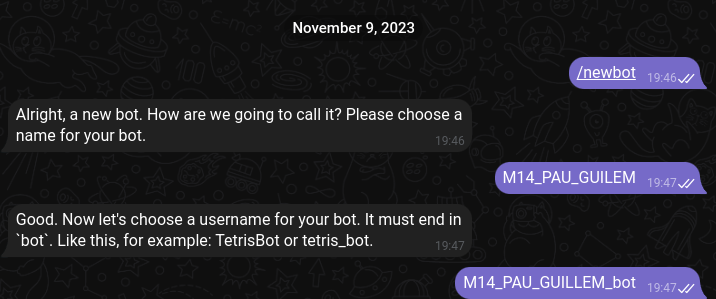 November 9, 2023
/newbot 19:46
Alright, a new bot. How are we going to call it? Please choose a
name for your bot. 19:46
M14_PAU_GUILEM 19:47
Good. Now let's choose a username for your bot. It must end in
`bot`. Like this, for example: TetrisBot or tetris_bot. 19:47
M14_PAU_GUILLEM_bot 19:47